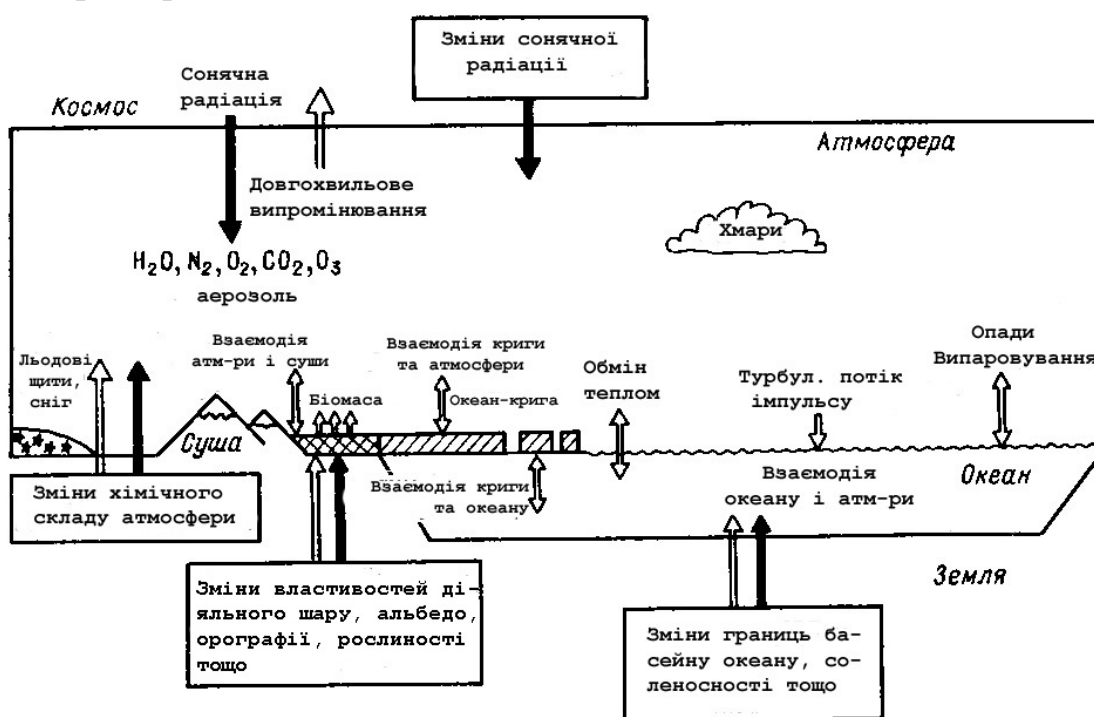 Зміни сонячної
радіації
Сонячна
радіація
Космос
Атмосфера
Довгохвильове
випромінювання
Хмари
H₂O, N₂, O₂, CO₂, O₃
аерозоль
Льодові
щити,
сніг
Взаємодія
атм-ри і суши
Взаємодія криги
та атмосфери
Обмін
теплом
Турбул. потік
імпульсу
Опади
Випаровування
Біомаса
Океан-крига
Суша
Взаємодія криги
та океану
Взаємодія
океану і атм-ри
Океан
Зміни хімічного
складу атмосфери
Земля
Зміни властивостей ді-
яльного шару, альбедо,
орографії, рослиності
тощо
Зміни границь ба-
сейну океану, со-
леносності тощо